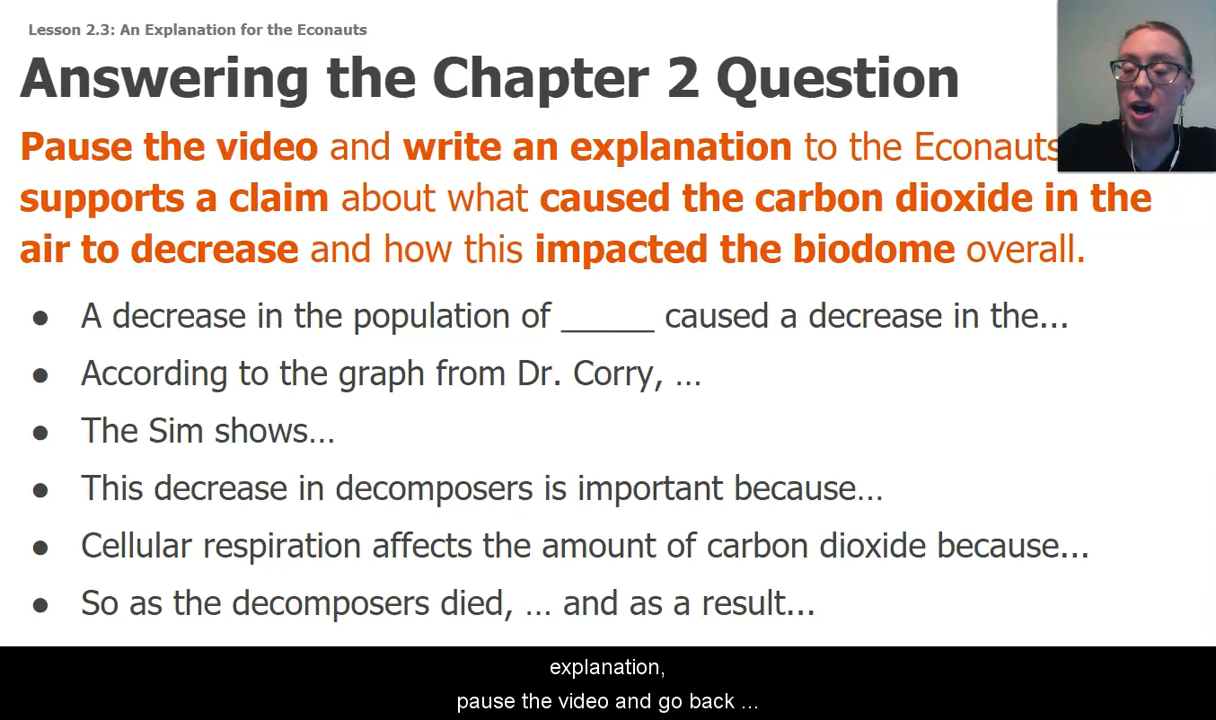 Lesson 2.3: An Explanation for the Econauts
Answering the Chapter 2 Question
Pause the video and write an explanation to the Econauts
supports a claim about what caused the carbon dioxide in the
air to decrease and how this impacted the biodome overall.
● A decrease in the population of _____ caused a decrease in the...
● According to the graph from Dr. Corry, …
● The Sim shows…
● This decrease in decomposers is important because…
● Cellular respiration affects the amount of carbon dioxide because...
● So as the decomposers died, … and as a result...
explanation,
pause the video and go back ...